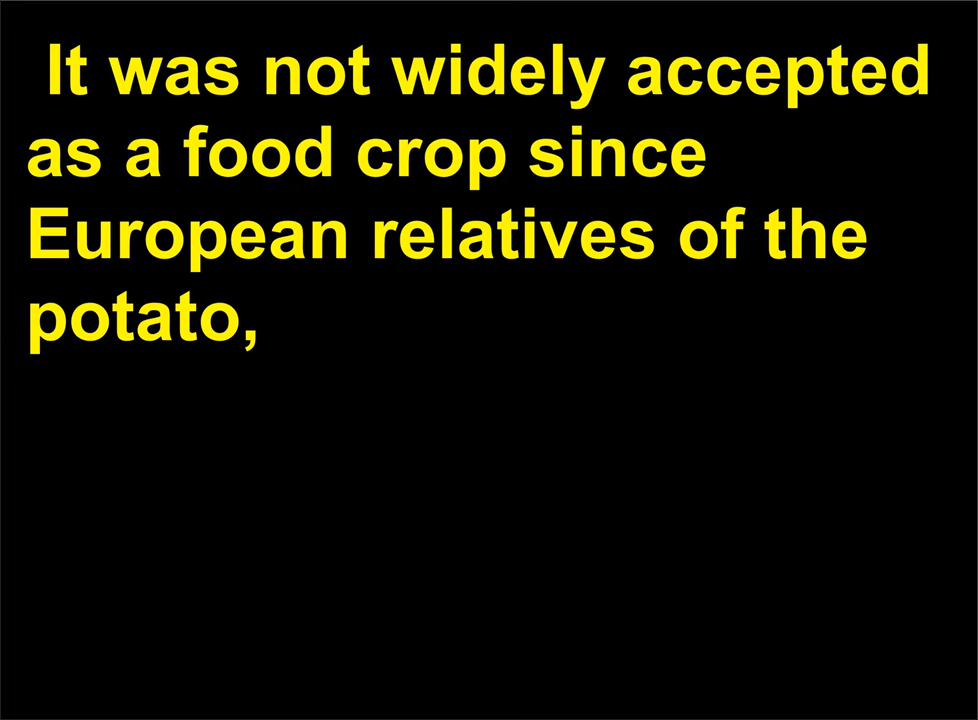 It was not widely accepted
as a food crop since
European relatives of the
potato,